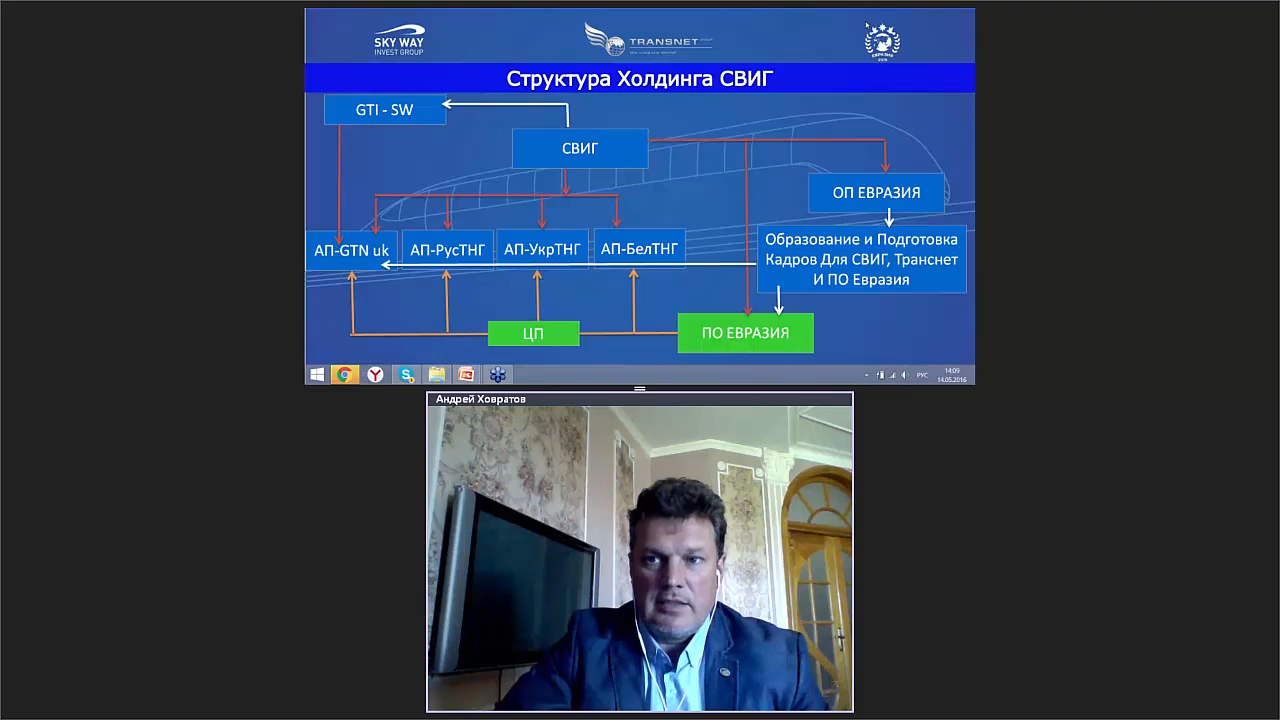 SKY WAY
INVEST GROUP
TRANSNET
ЕВРАЗИЯ
Структура Холдинга СВИГ
GTI - SW
СВИГ
ОП ЕВРАЗИЯ
АП-GTN uk
АП-РусТНГ
АП-УкрТНГ
АП-БелТНГ
Образование и Подготовка
Кадров Для СВИГ, Транснет
И ПО Евразия
ЦП
ПО ЕВРАЗИЯ
РУС
14:09
14.05.2016
Андрей Ховратов